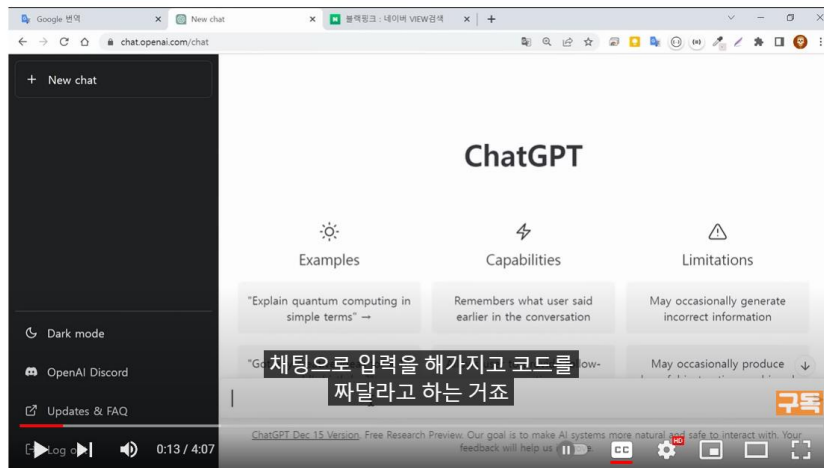 Google 번역
New chat
블랙핑크 : 네이버 VIEW검색
chat.openai.com/chat
+ New chat
ChatGPT
Examples
Capabilities
Limitations
"Explain quantum computing in
simple terms" →
Remembers what user said
earlier in the conversation
May occasionally generate
incorrect information
May occasionally produce
채팅으로 입력을 해가지고 코드를
짜달라고 하는 거죠
구독
Dark mode
OpenAI Discord
Updates & FAQ
Log
ChatGPT Dec 15 Version. Free Research Preview. Our goal is to make AI systems more natural and safe to interact with. Your
feedback will help us
0:13 / 4:07
CC
HD